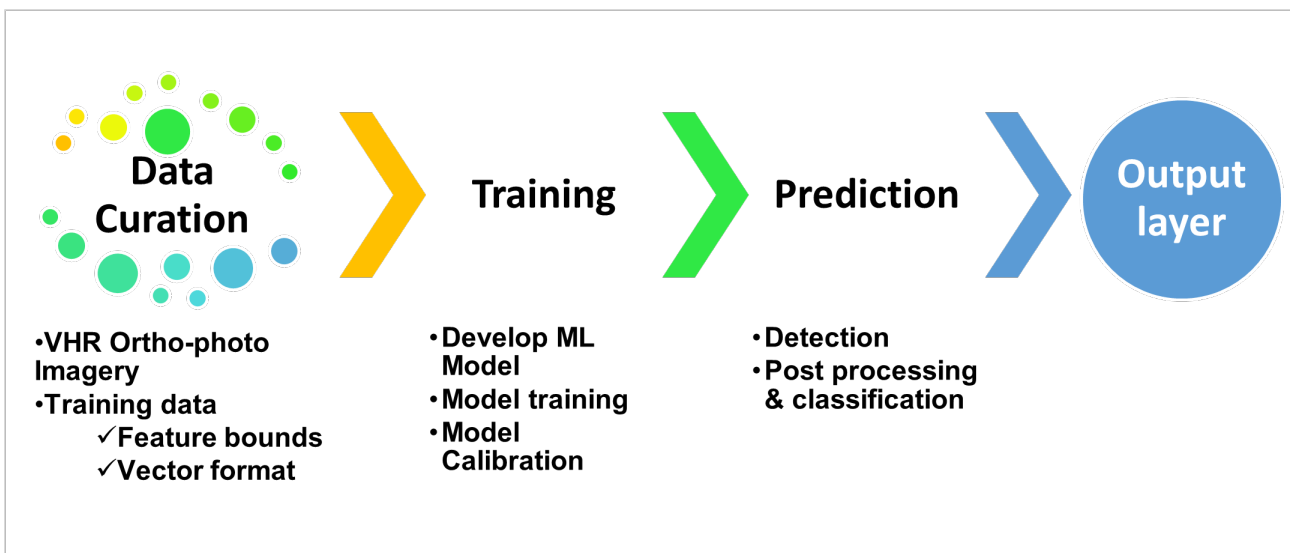 Data
Curation
Training
Prediction
Output
layer
•VHR Ortho-photo
Imagery
•Training data
✓Feature bounds
✓Vector format
•Develop ML
Model
•Model training
•Model
Calibration
•Detection
•Post processing
& classification